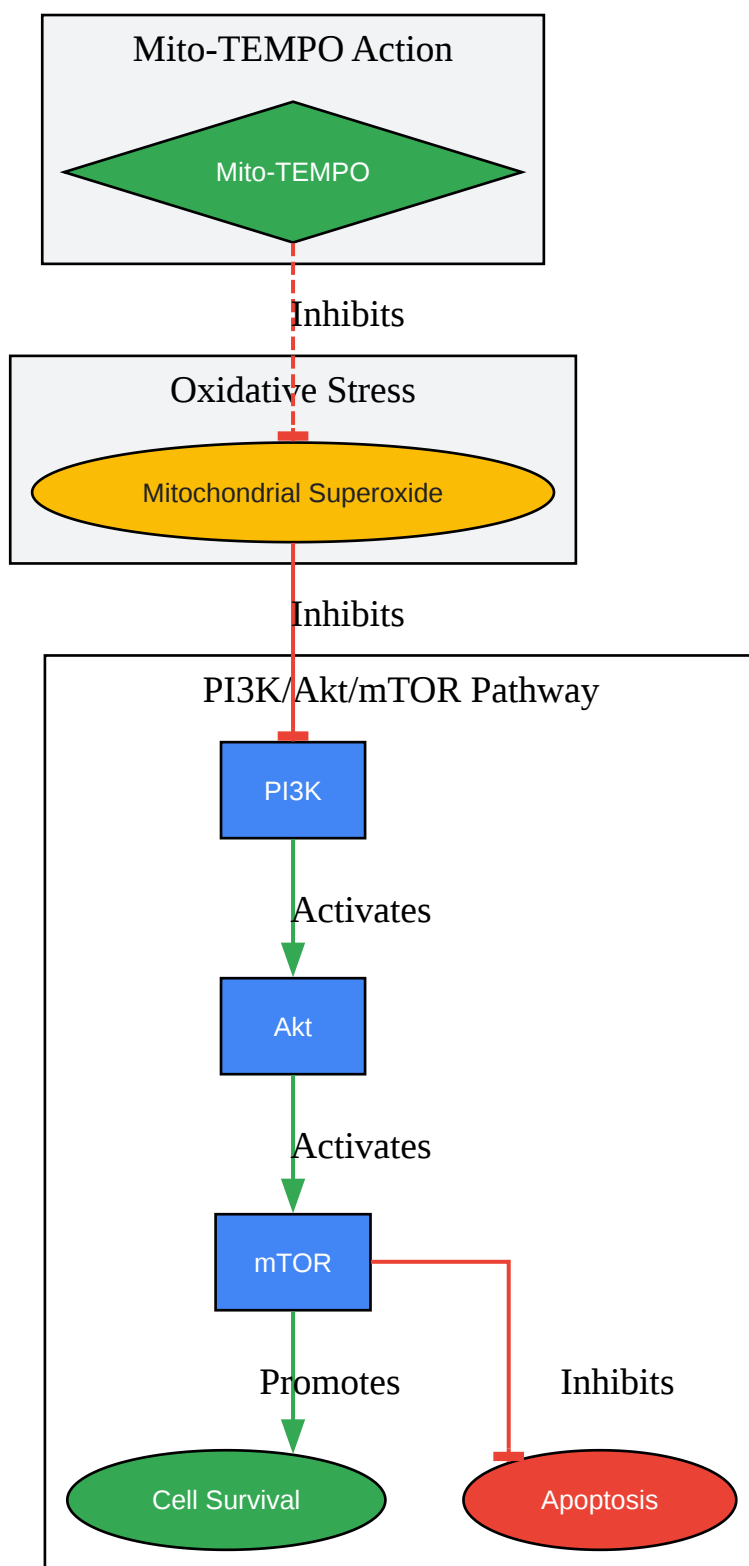 Mito-TEMPO Action
Mito-TEMPO
Inhibits
Oxidative Stress
Mitochondrial Superoxide
Inhibits
PI3K/Akt/mTOR Pathway
PI3K
Activates
Akt
Activates
mTOR
Promotes
Inhibits
Cell Survival
Apoptosis